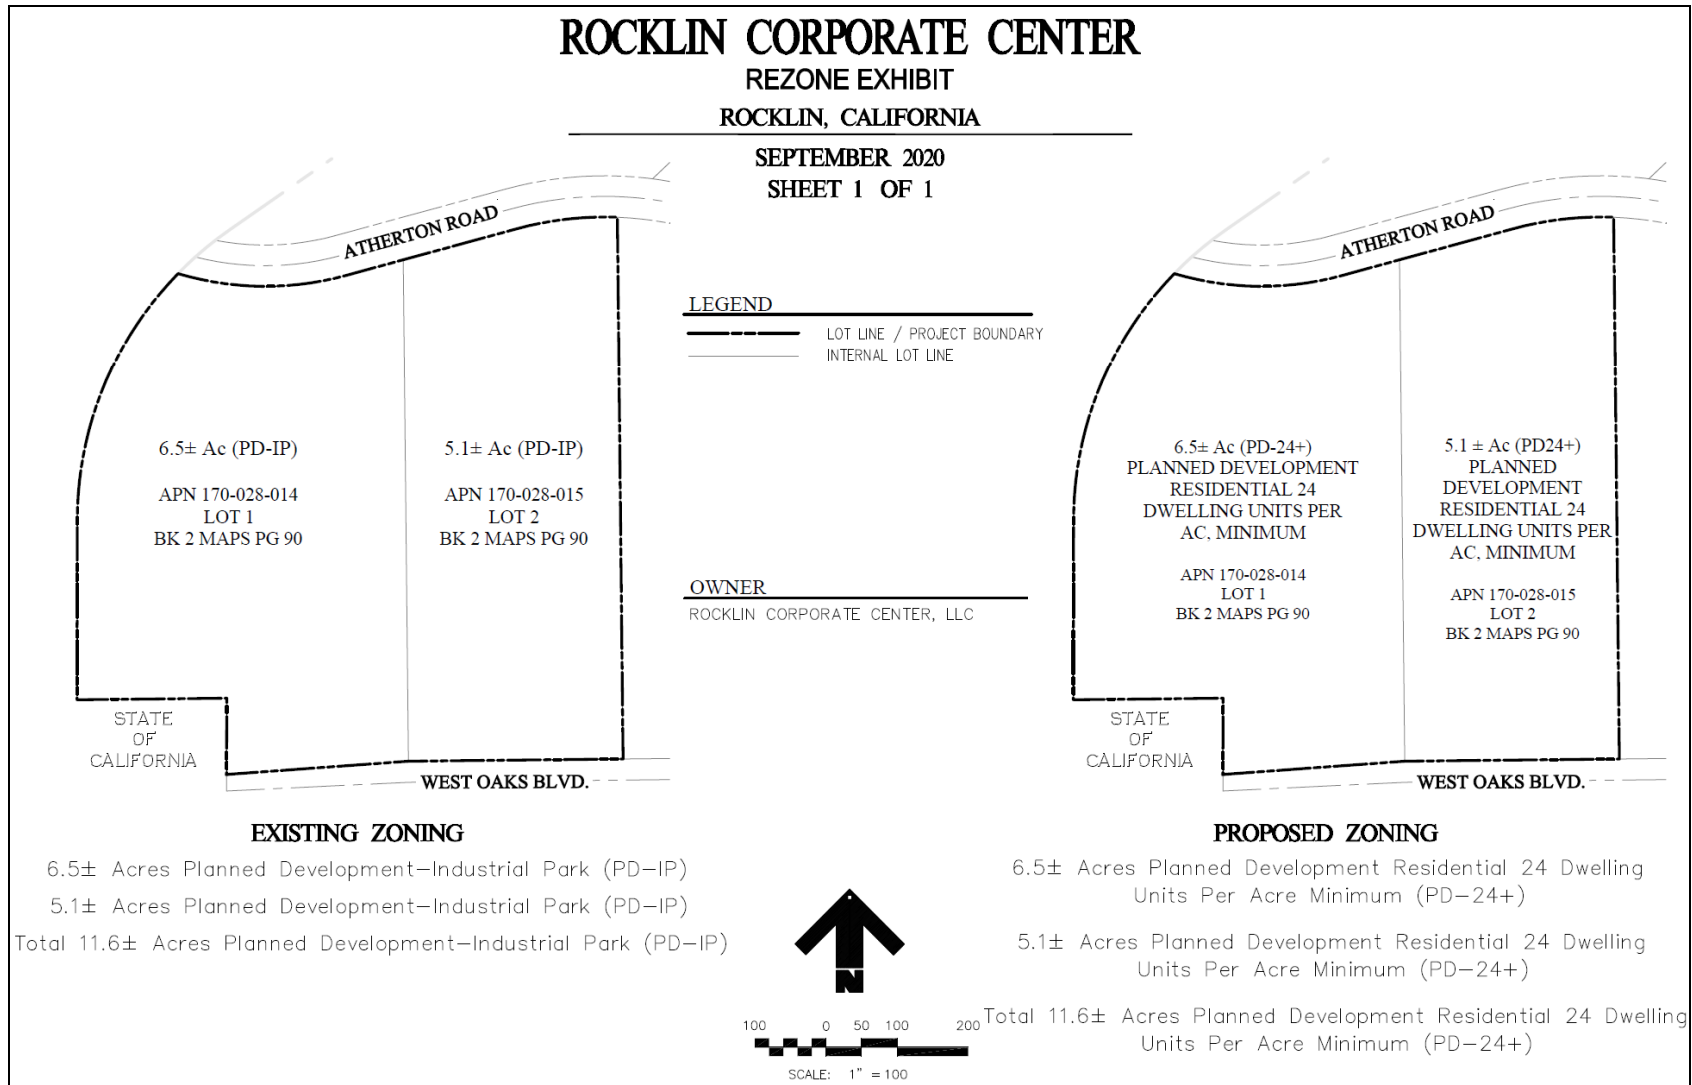 ROCKLIN CORPORATE CENTER
REZONE EXHIBIT
ROCKLIN, CALIFORNIA
SEPTEMBER 2020
SHEET 1 OF 1
ATHERTON ROAD
6.5± Ac (PD-IP)
APN 170-028-014
LOT 1
BK 2 MAPS PG 90
5.1± Ac (PD-IP)
APN 170-028-015
LOT 2
BK 2 MAPS PG 90
STATE
OF
CALIFORNIA
WEST OAKS BLVD.
LEGEND
LOT LINE / PROJECT BOUNDARY
INTERNAL LOT LINE
OWNER
ROCKLIN CORPORATE CENTER, LLC
ATHERTON ROAD
6.5± Ac (PD-24+)
PLANNED DEVELOPMENT
RESIDENTIAL 24
DWELLING UNITS PER
AC, MINIMUM
APN 170-028-014
LOT 1
BK 2 MAPS PG 90
5.1 ± Ac (PD24+)
PLANNED
DEVELOPMENT
RESIDENTIAL 24
DWELLING UNITS PER
AC, MINIMUM
APN 170-028-015
LOT 2
BK 2 MAPS PG 90
STATE
OF
CALIFORNIA
WEST OAKS BLVD.
EXISTING ZONING
6.5± Acres Planned Development-Industrial Park (PD-IP)
5.1± Acres Planned Development-Industrial Park (PD-IP)
Total 11.6± Acres Planned Development-Industrial Park (PD-IP)
N
100 0 50 100 200
SCALE: 1" = 100
PROPOSED ZONING
6.5± Acres Planned Development Residential 24 Dwelling
Units Per Acre Minimum (PD-24+)
5.1± Acres Planned Development Residential 24 Dwelling
Units Per Acre Minimum (PD-24+)
Total 11.6± Acres Planned Development Residential 24 Dwelling
Units Per Acre Minimum (PD-24+)